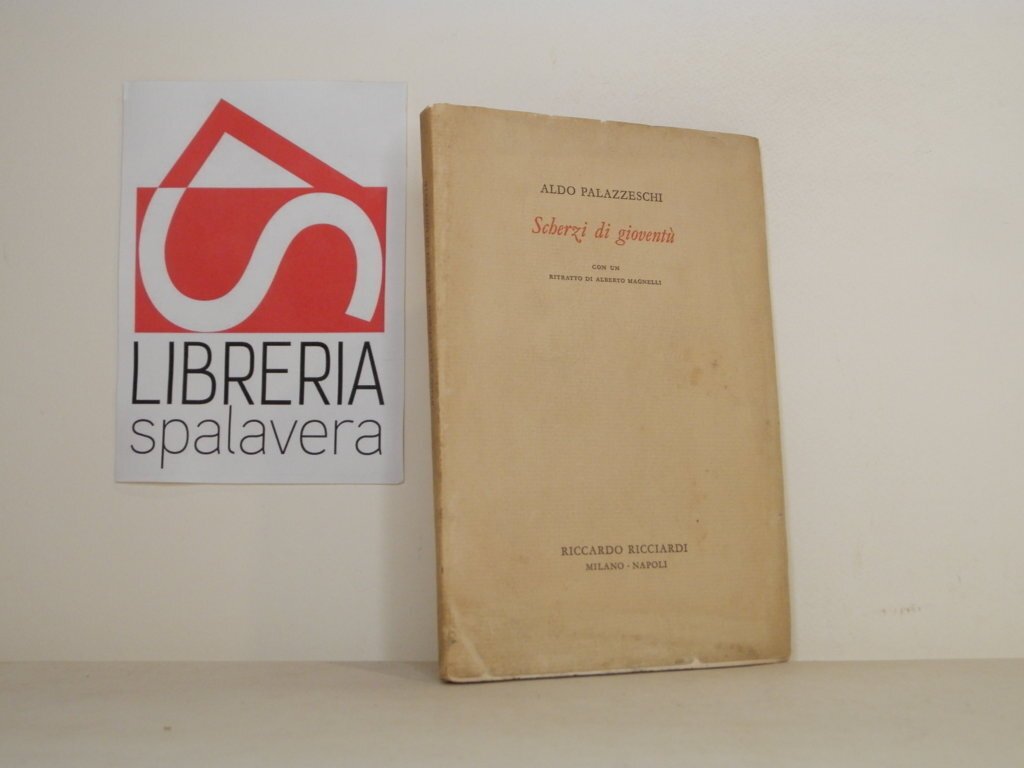 LIBRERIA
spalavera
ALDO PALAZZESCHI
Scherzi di gioventù
CON UN
RITRATTO DI ALBERTO MAGNELLI
RICCARDO RICCIARDI
MILANO - NAPOLI